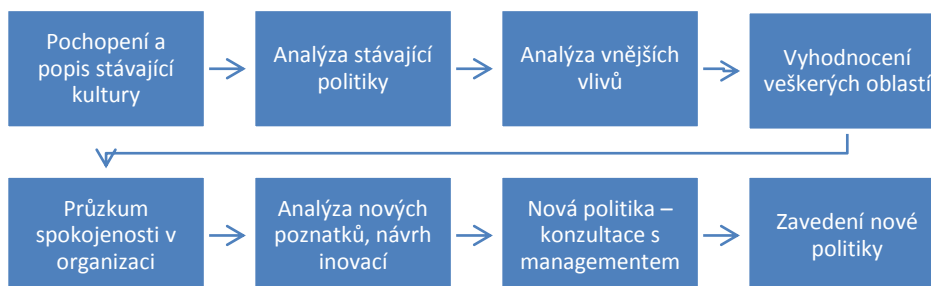 Pochopení a
popis stávající
kultury
Analýza stávající
politiky
Analýza vnějších
vlivů
Vyhodnocení
veškerých oblastí
Průzkum
spokojenosti v
organizaci
Analýza nových
poznatků, návrh
inovací
Nová politika –
konzultace s
managementem
Zavedení nové
politiky